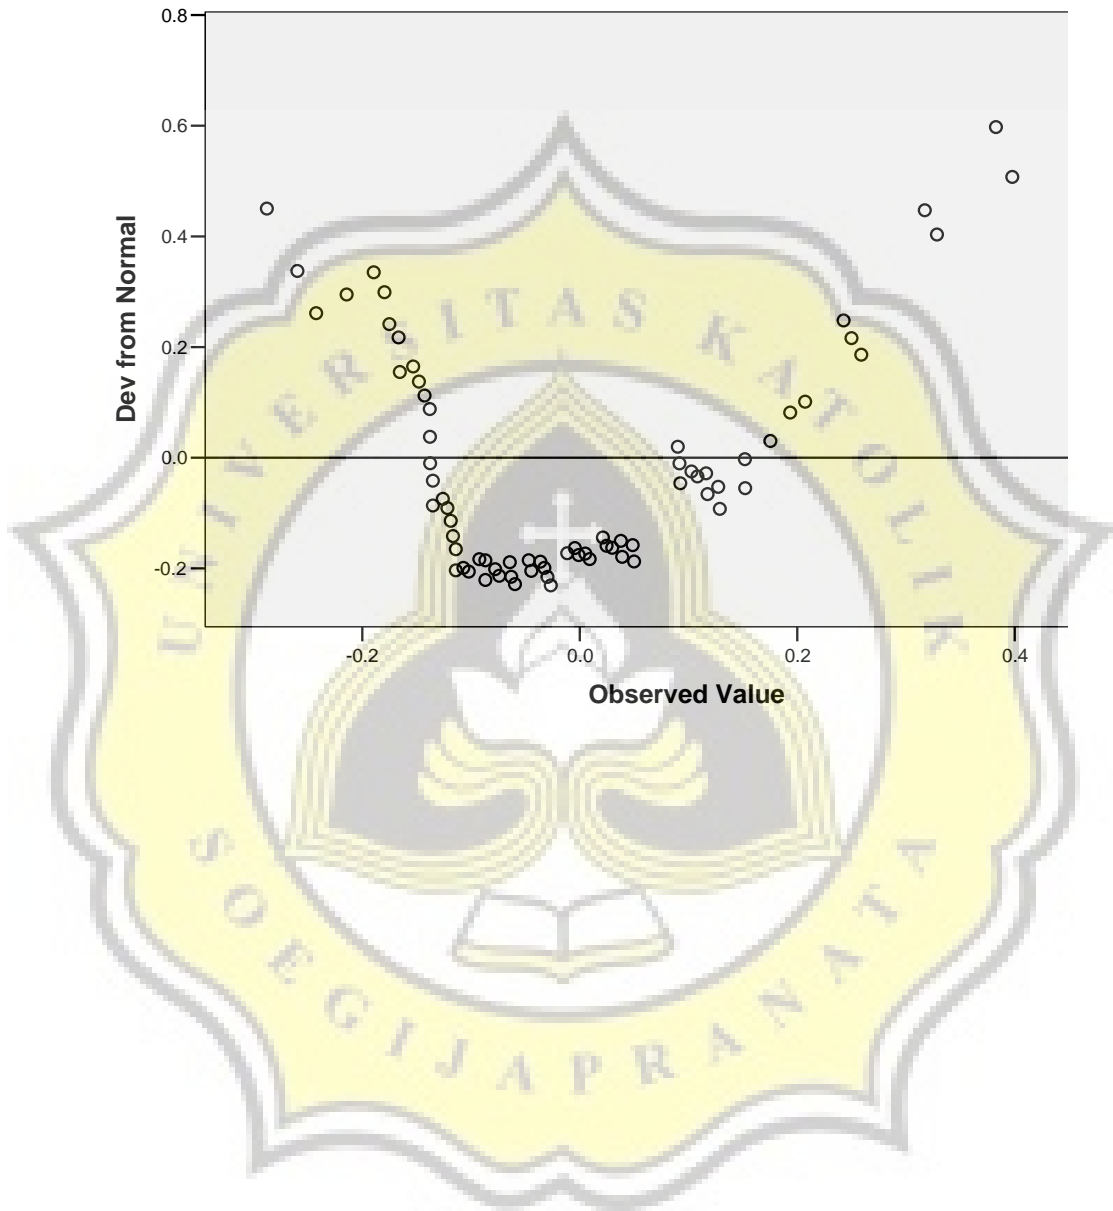 0.8
0.6
0.4
0.2
0.0
-0.2
Dev from Normal
-0.2
0.0
0.2
0.4
Observed Value
UNIVERSITAS KATOLIK
SOEGIJAPRANATA